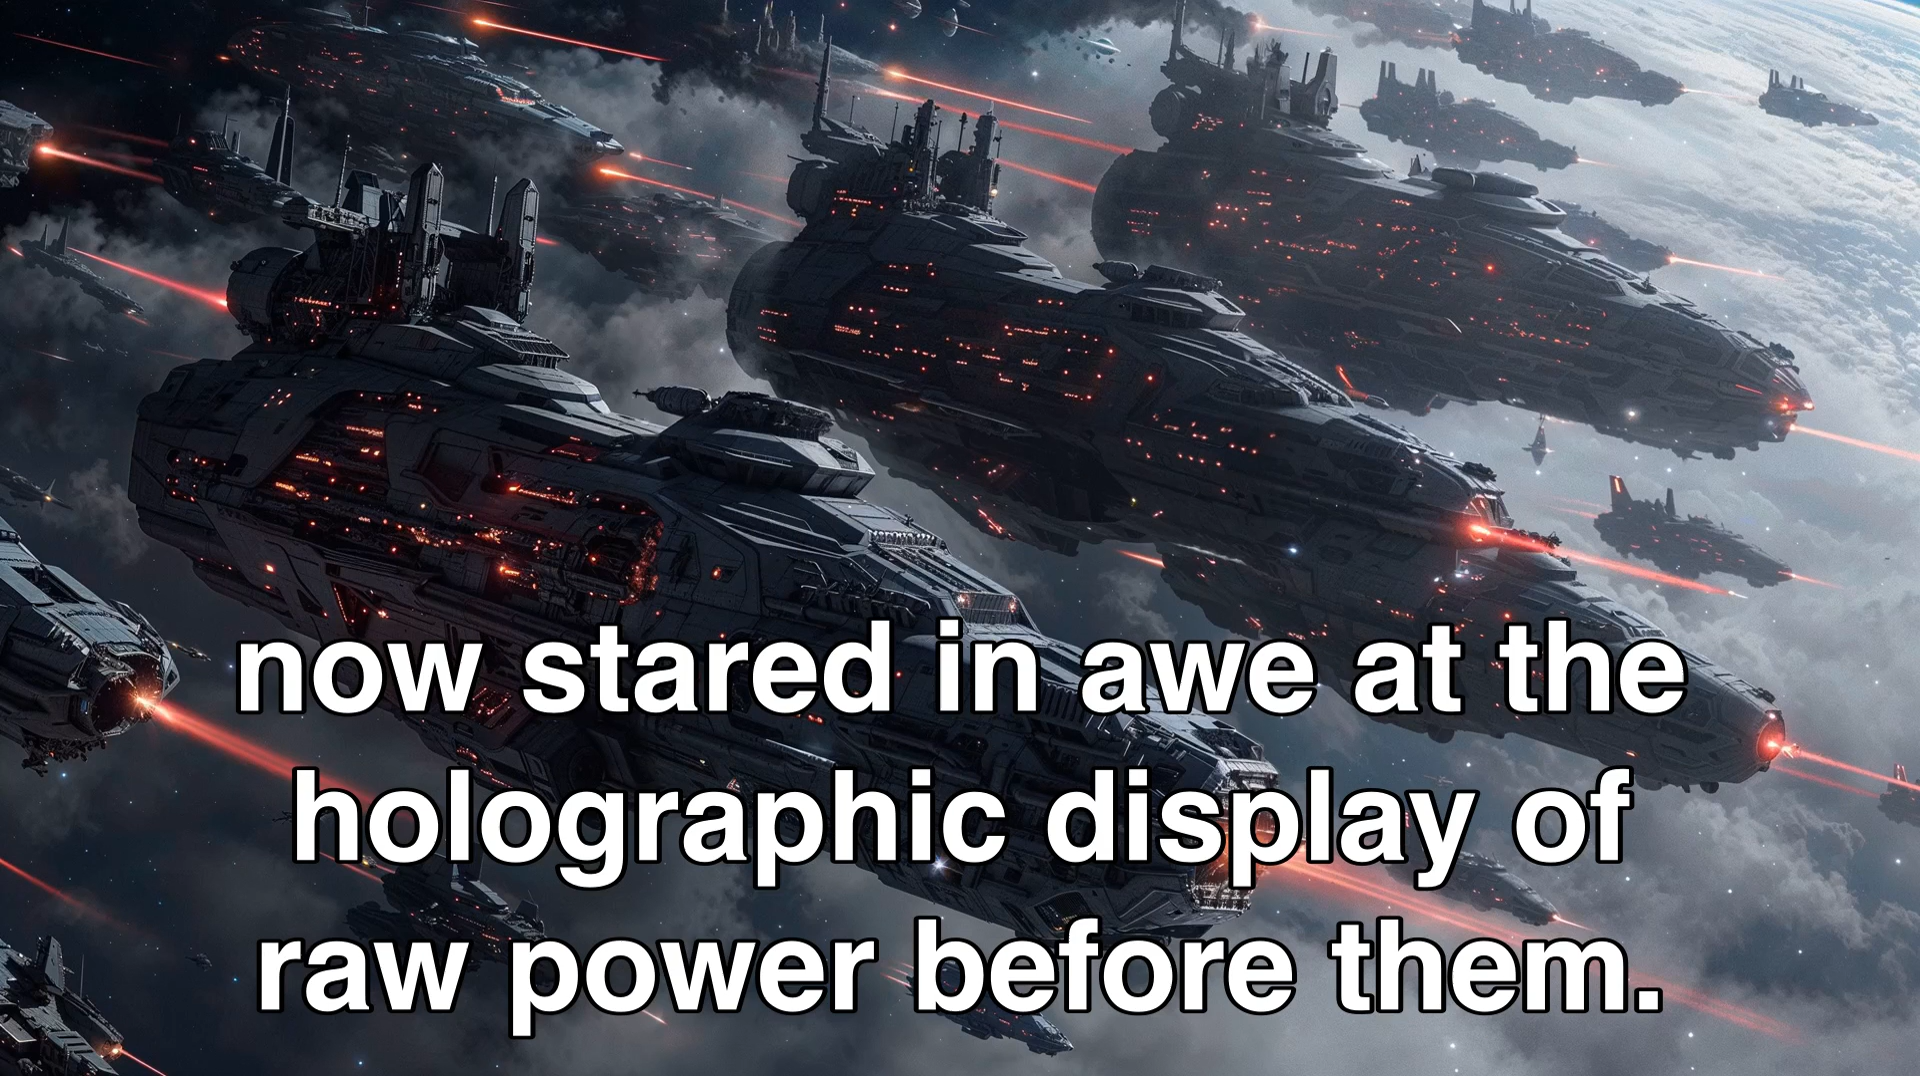 now stared in awe at the
holographic display of
raw power before them.